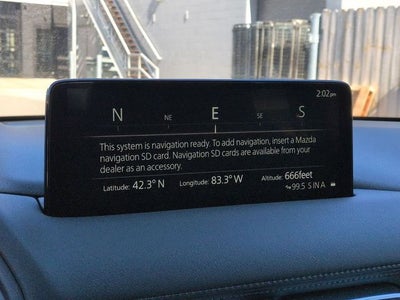 2:02pm
N NE E SE S
This system is navigation ready. To add navigation, insert a Mazda
navigation SD card. Navigation SD cards are available from your
dealer as an accessory.
Latitude: 42.3° N Longitude: 83.3° W Altitude: 666feet
99.5 S IN A